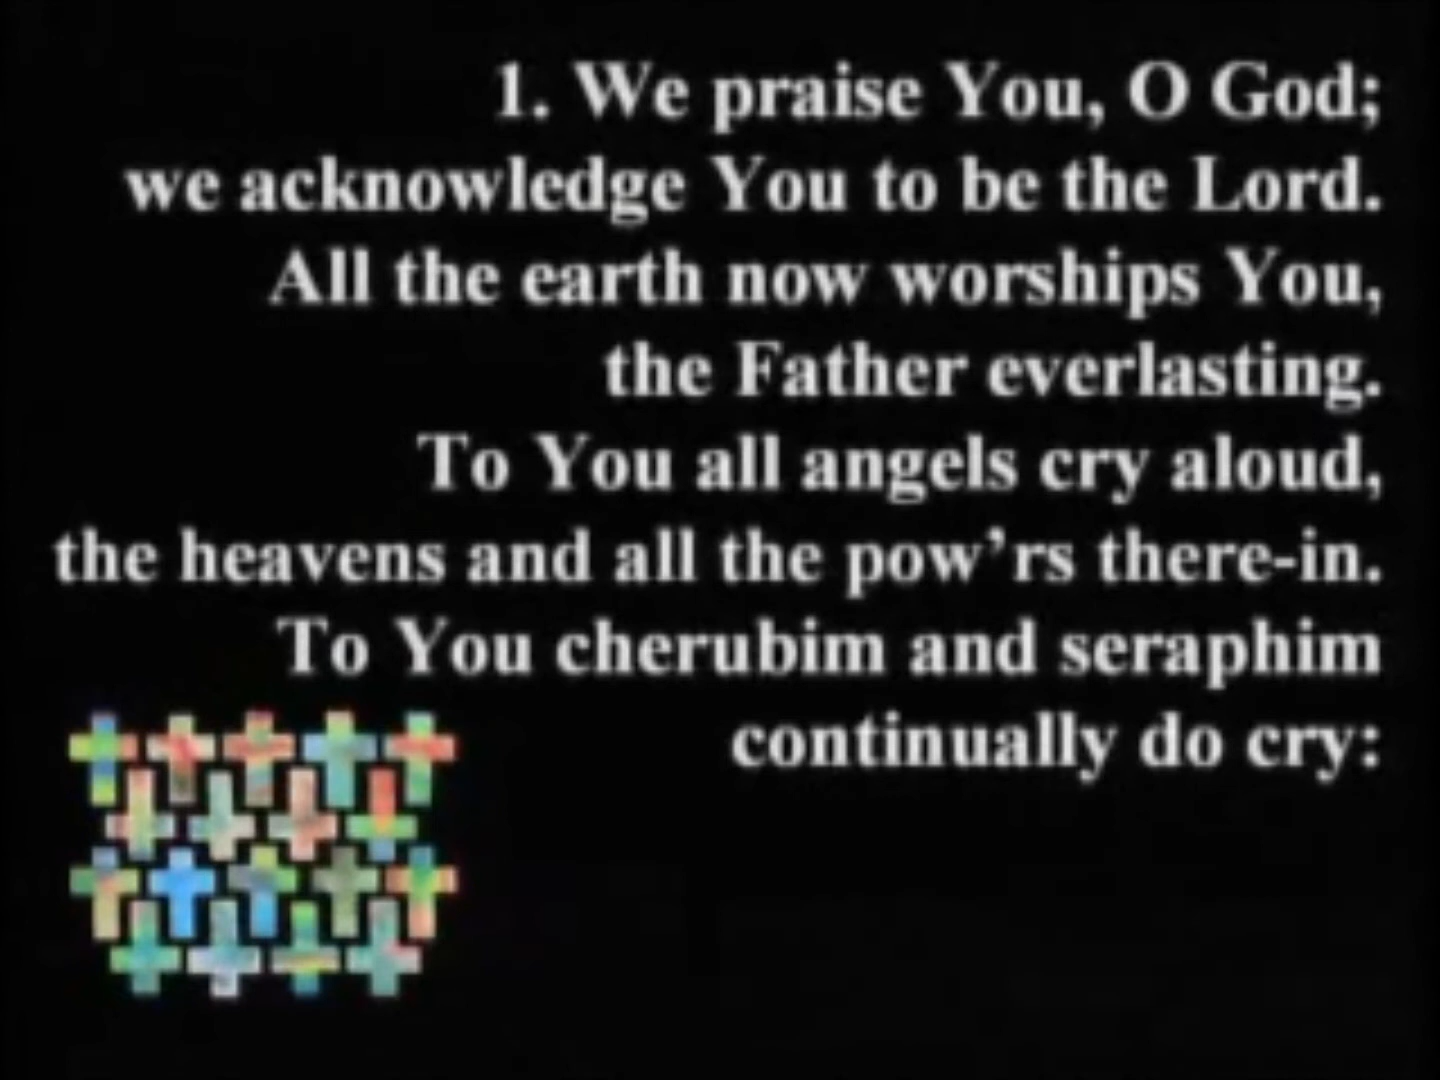 1. We praise You, O God;
we acknowledge You to be the Lord.
All the earth now worships You,
the Father everlasting.
To You all angels cry aloud,
the heavens and all the pow’rs there-in.
To You cherubim and seraphim
continually do cry: